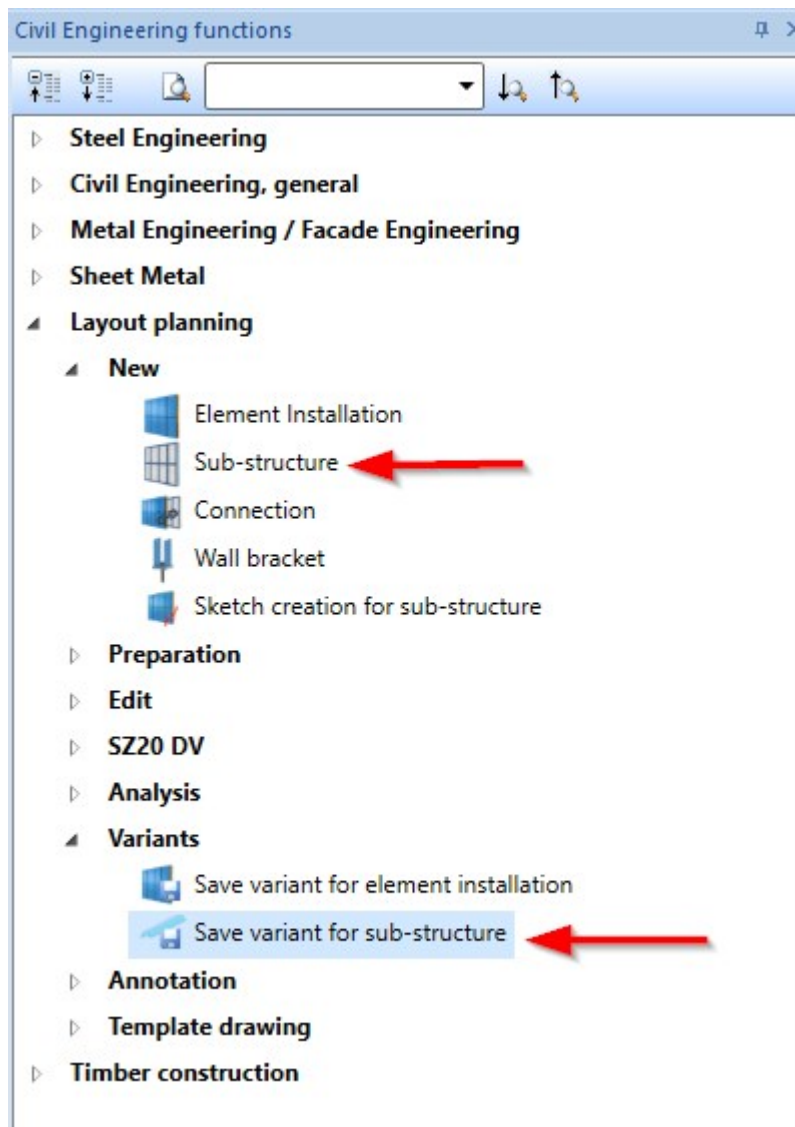 Civil Engineering functions
Steel Engineering
Civil Engineering, general
Metal Engineering / Facade Engineering
Sheet Metal
Layout planning
New
Element Installation
Sub-structure
Connection
Wall bracket
Sketch creation for sub-structure
Preparation
Edit
SZ20 DV
Analysis
Variants
Save variant for element installation
Save variant for sub-structure
Annotation
Template drawing
Timber construction